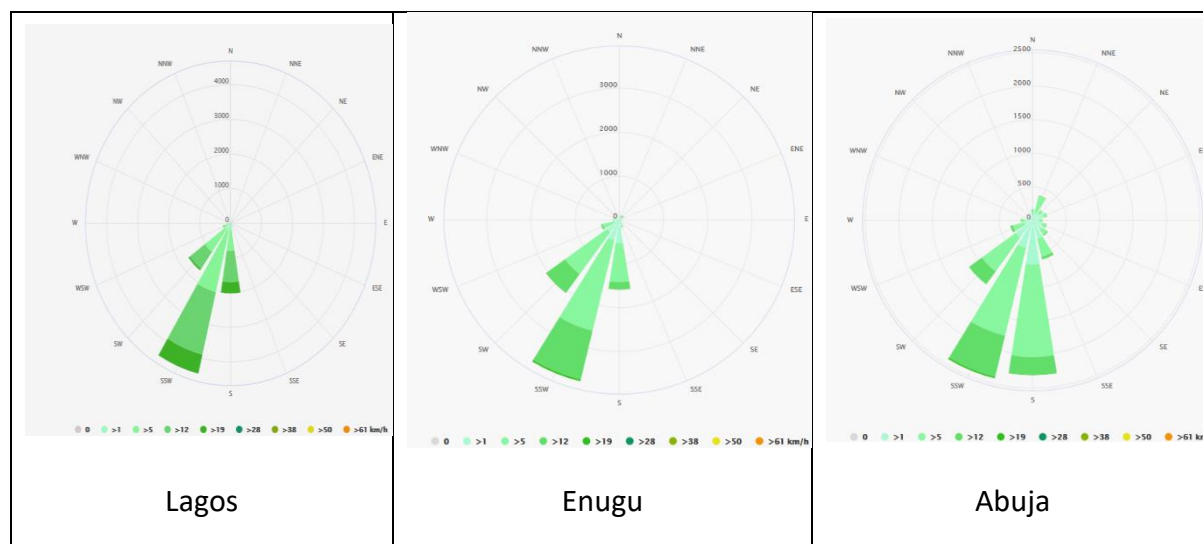 N
NNW
NNE
NW
NE
4000
3000
WNW
ENE
2000
1000
W
0
E
WSW
ESE
SW
SE
SSW
SSE
S
0 >1 >5 >12 >19 >28 >38 >50 >61 km/h
Lagos
N
NNW
NNE
NW
NE
3000
2000
WNW
ENE
1000
W
0
E
WSW
ESE
SW
SE
SSW
SSE
S
0 >1 >5 >12 >19 >28 >38 >50 >61 km/h
Enugu
N
2500
NNW
NNE
2000
NW
NE
1500
WNW
1000
500
W
0
WSW
SW
SE
SSW
SSE
S
0 >1 >5 >12 >19 >28 >38 >50 >61 k
Abuja